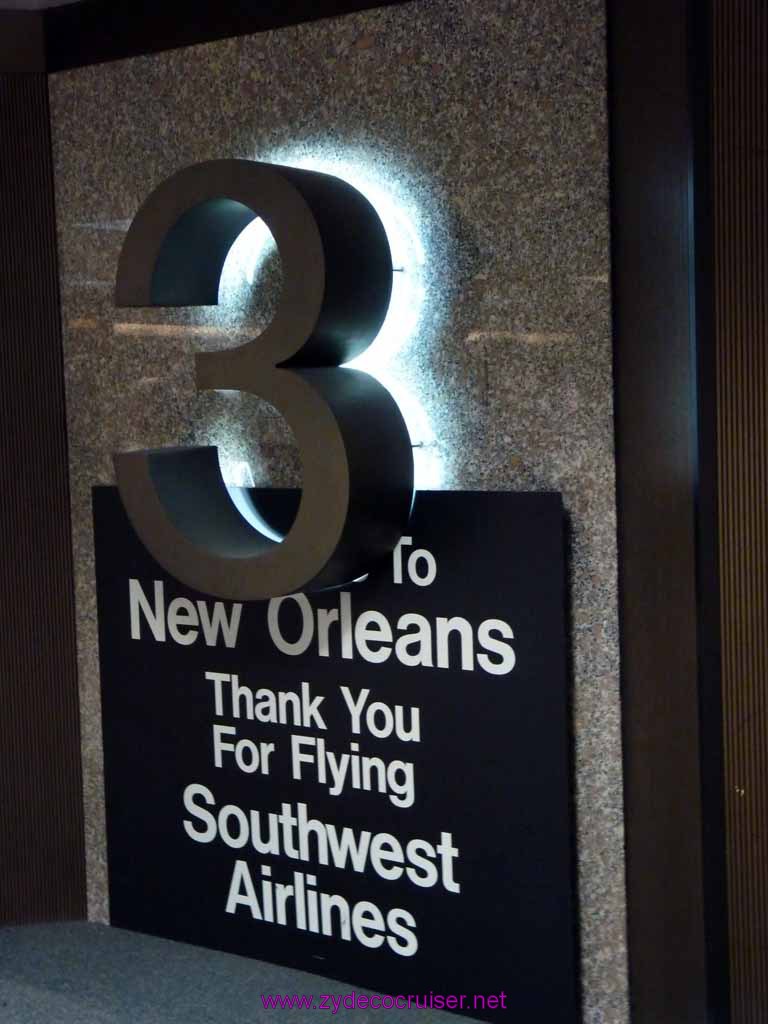 3
To
New Orleans
Thank You
For Flying
Southwest
Airlines
www.zydecocruiser.net